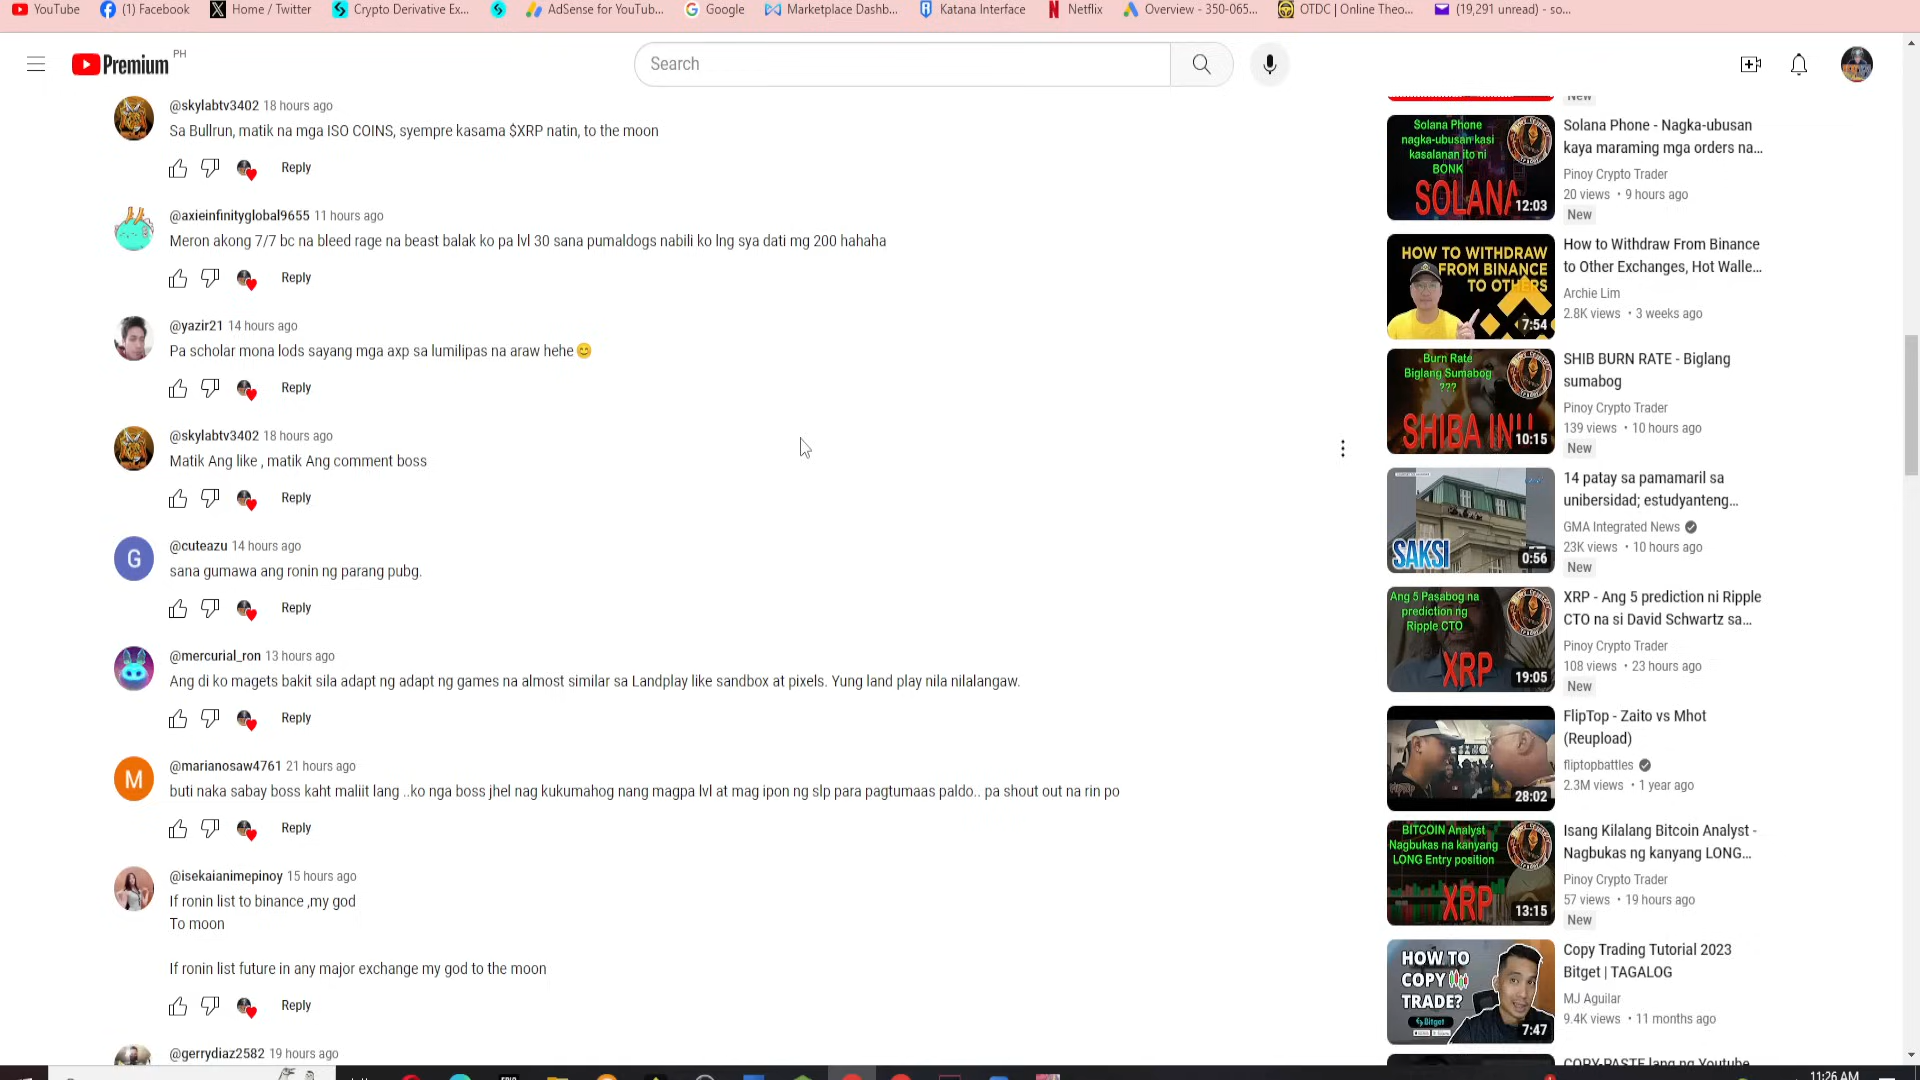 YouTube (1) Facebook Home / Twitter Crypto Derivative Ex... AdSense for YouTub... Google Marketplace Dashb... Katana Interface Netflix Overview - 350-065... OTDC | Online Theo... (19,291 unread) - so...
Premium PH
Search
@skylabtv3402 18 hours ago
Sa Bullrun, matik na mga ISO COINS, syempre kasama $XRP natin, to the moon
Reply
@axieinfinityglobal9655 11 hours ago
Meron akong 7/7 bc na bleed rage na beast balak ko pa lvl 30 sana pumaldogs nabili ko lng sya dati mg 200 hahaha
Reply
@yazir21 14 hours ago
Pa scholar mona lods sayang mga axp sa lumilipas na araw hehe😊
Reply
@skylabtv3402 18 hours ago
Matik Ang like , matik Ang comment boss
Reply
G
@cuteazu 14 hours ago
sana gumawa ang ronin ng parang pubg.
Reply
@mercurial_ron 13 hours ago
Ang di ko magets bakit sila adapt ng adapt ng games na almost similar sa Landplay like sandbox at pixels. Yung land play nila nilalangaw.
Reply
M
@marianosaw4761 21 hours ago
buti naka sabay boss kaht maliit lang ..ko nga boss jhel nag kukumahog nang magpa lvl at mag ipon ng slp para pagtumaas paldo.. pa shout out na rin po
Reply
@isekaianimepinoy 15 hours ago
If ronin list to binance ,my god
To moon
If ronin list future in any major exchange my god to the moon
Reply
@gerrydiaz2582 19 hours ago
New
Solana Phone
nagka-ubusan kasi
kasalanan ito ni
BONK
SOLANA
12:03
Solana Phone - Nagka-ubusan
kaya maraming mga orders na...
Pinoy Crypto Trader
20 views • 9 hours ago
New
HOW TO WITHDRAW
FROM BINANCE
TO OTHERS
7:54
How to Withdraw From Binance
to Other Exchanges, Hot Walle...
Archie Lim
2.8K views • 3 weeks ago
Burn Rate
Biglang Sumabog
???
SHIBA INU
10:15
SHIB BURN RATE - Biglang
sumabog
Pinoy Crypto Trader
139 views • 10 hours ago
New
SAKSI
0:56
14 patay sa pamamaril sa
unibersidad; estudyanteng...
GMA Integrated News
23K views • 10 hours ago
New
Ang 5 Pasabog na
prediction ng
Ripple CTO
XRP
19:05
XRP - Ang 5 prediction ni Ripple
CTO na si David Schwartz sa...
Pinoy Crypto Trader
108 views • 23 hours ago
New
28:02
FlipTop - Zaito vs Mhot
(Reupload)
fliptopbattles
2.3M views • 1 year ago
BITCOIN Analyst
Nagbukas na kanyang
LONG Entry position
XRP
13:15
Isang Kilalang Bitcoin Analyst -
Nagbukas ng kanyang LONG...
Pinoy Crypto Trader
57 views • 19 hours ago
New
HOW TO
COPY
TRADE?
Bitget
7:47
Copy Trading Tutorial 2023
Bitget | TAGALOG
MJ Aguilar
9.4K views • 11 months ago
COPY-PASTE lang ng Youtube
11:26 AM